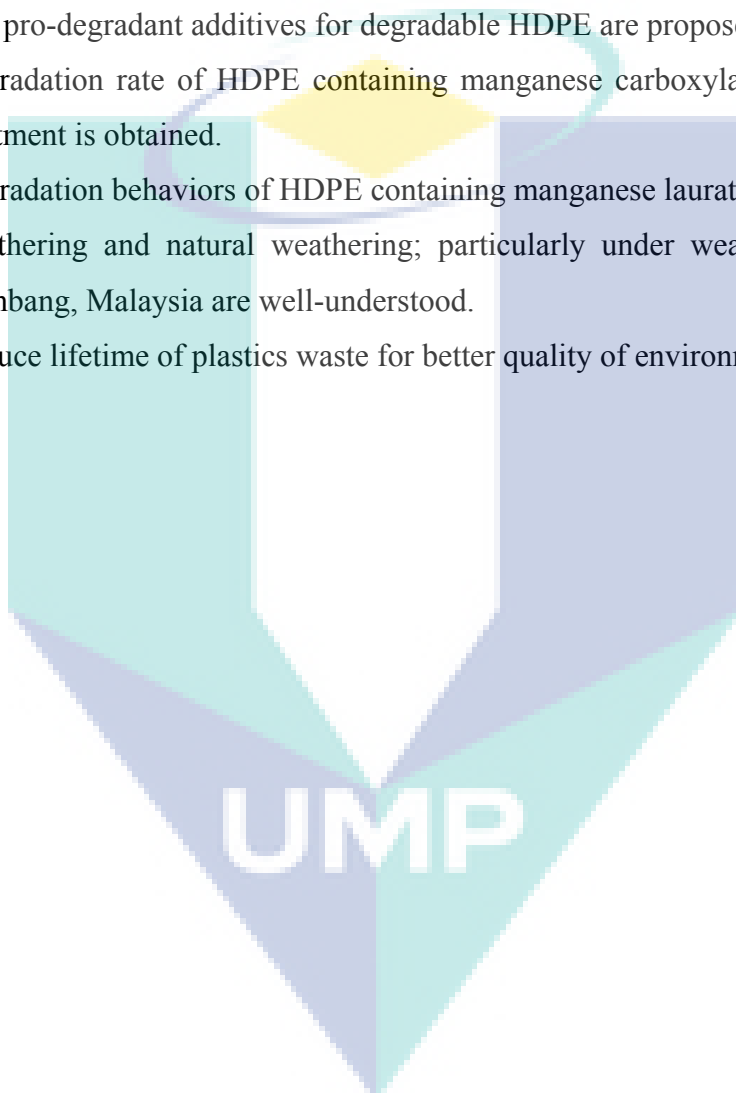 pro-degradant additives for degradable HDPE are propose
radation rate of HDPE containing manganese carboxyla
tment is obtained.
radation behaviors of HDPE containing manganese laurat
thering and natural weathering; particularly under wea
nbang, Malaysia are well-understood.
uce lifetime of plastics waste for better quality of environ
UMP